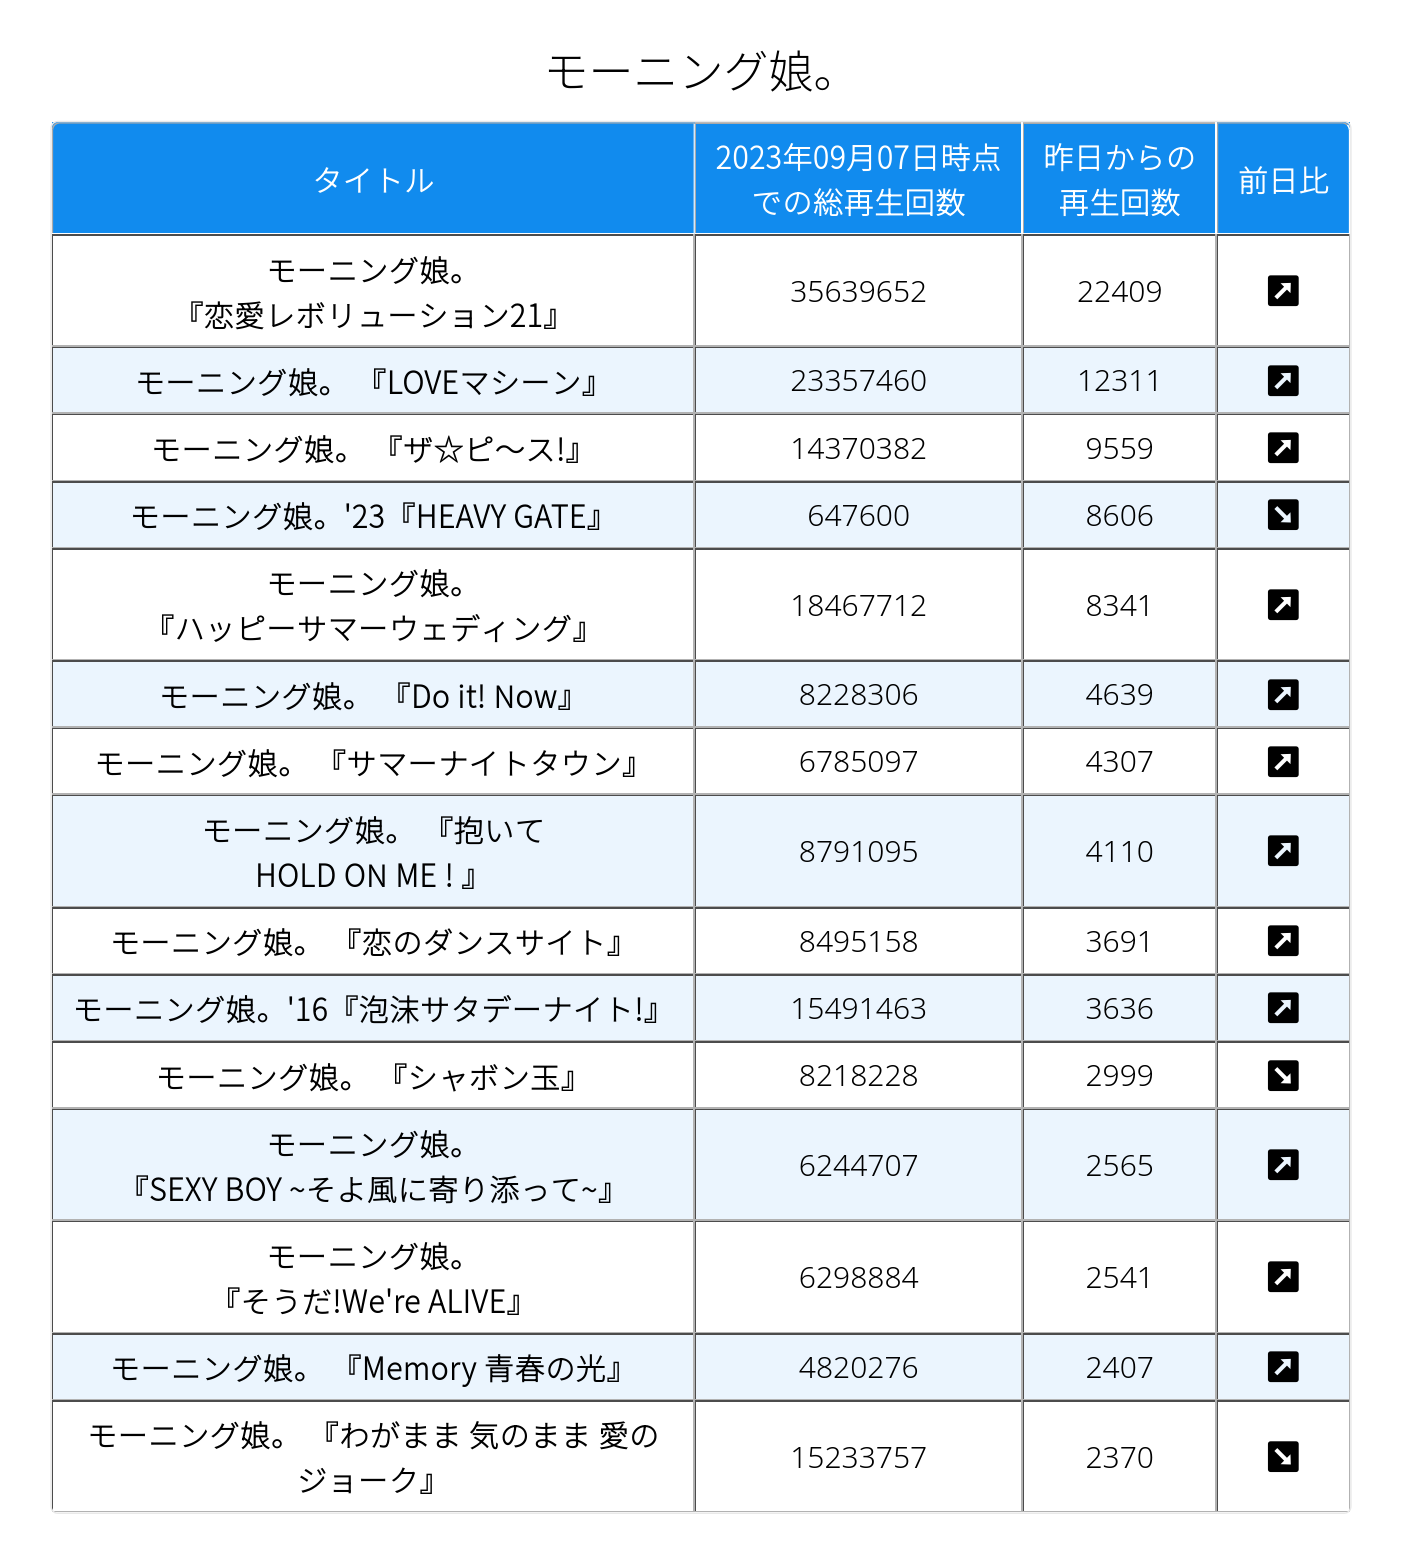 モーニング娘。
タイトル
2023年09月07日時点
での総再生回数
昨日からの
再生回数
前日比
モーニング娘。
『恋愛レボリューション21』
35639652
22409
モーニング娘。 『LOVEマシーン』
23357460
12311
モーニング娘。 『ザ☆ピ〜ス!』
14370382
9559
モーニング娘。'23『HEAVY GATE』
647600
8606
モーニング娘。
『ハッピーサマーウェディング』
18467712
8341
モーニング娘。 『Do it! Now』
8228306
4639
モーニング娘。 『サマーナイトタウン』
6785097
4307
モーニング娘。 『抱いて
HOLD ON ME ! 』
8791095
4110
モーニング娘。 『恋のダンスサイト』
8495158
3691
モーニング娘。'16『泡沫サタデーナイト!』
15491463
3636
モーニング娘。 『シャボン玉』
8218228
2999
モーニング娘。
『SEXY BOY ~そよ風に寄り添って~』
6244707
2565
モーニング娘。
『そうだ!We're ALIVE』
6298884
2541
モーニング娘。 『Memory 青春の光』
4820276
2407
モーニング娘。 『わがまま 気のまま 愛の
ジョーク』
15233757
2370